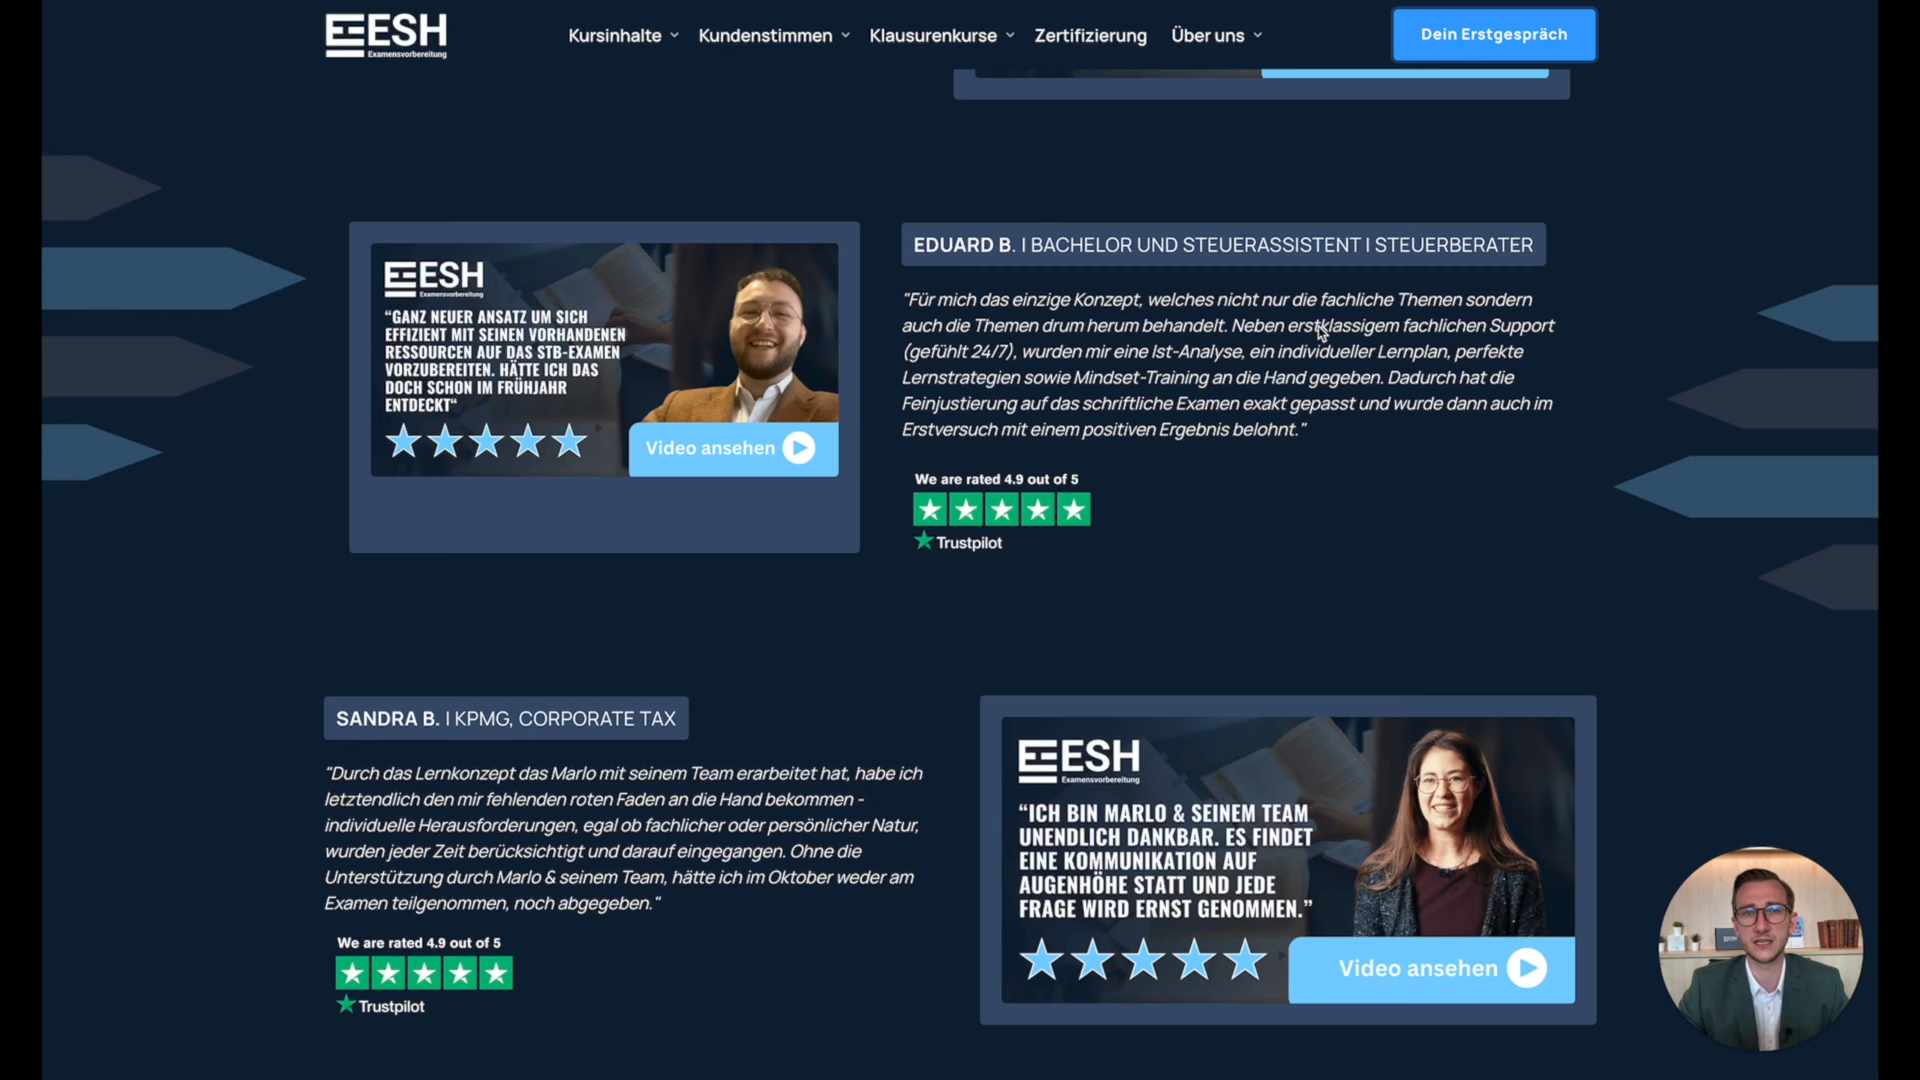 ESH
Examensvorbereitung
Kursinhalte
Kundenstimmen
Klausurenkurse
Zertifizierung
Über uns
Dein Erstgespräch
ESH
Examensvorbereitung
“GANZ NEUER ANSATZ UM SICH
EFFIZIENT MIT SEINEN VORHANDENEN
RESSOURCEN AUF DAS STB-EXAMEN
VORZUBEREITEN. HÄTTE ICH DAS
DOCH SCHON IM FRÜHJAHR
ENTDECKT“
Video ansehen
EDUARD B. I BACHELOR UND STEUERASSISTENT I STEUERBERATER
"Für mich das einzige Konzept, welches nicht nur die fachliche Themen sondern
auch die Themen drum herum behandelt. Neben erstklassigem fachlichen Support
(gefühlt 24/7), wurden mir eine Ist-Analyse, ein individueller Lernplan, perfekte
Lernstrategien sowie Mindset-Training an die Hand gegeben. Dadurch hat die
Feinjustierung auf das schriftliche Examen exakt gepasst und wurde dann auch im
Erstversuch mit einem positiven Ergebnis belohnt."
We are rated 4.9 out of 5
Trustpilot
SANDRA B. I KPMG, CORPORATE TAX
"Durch das Lernkonzept das Marlo mit seinem Team erarbeitet hat, habe ich
letztendlich den mir fehlenden roten Faden an die Hand bekommen -
individuelle Herausforderungen, egal ob fachlicher oder persönlicher Natur,
wurden jeder Zeit berücksichtigt und darauf eingegangen. Ohne die
Unterstützung durch Marlo & seinem Team, hätte ich im Oktober weder am
Examen teilgenommen, noch abgegeben."
We are rated 4.9 out of 5
Trustpilot
ESH
Examensvorbereitung
“ICH BIN MARLO & SEINEM TEAM
UNENDLICH DANKBAR. ES FINDET
EINE KOMMUNIKATION AUF
AUGENHÖHE STATT UND JEDE
FRAGE WIRD ERNST GENOMMEN.”
Video ansehen